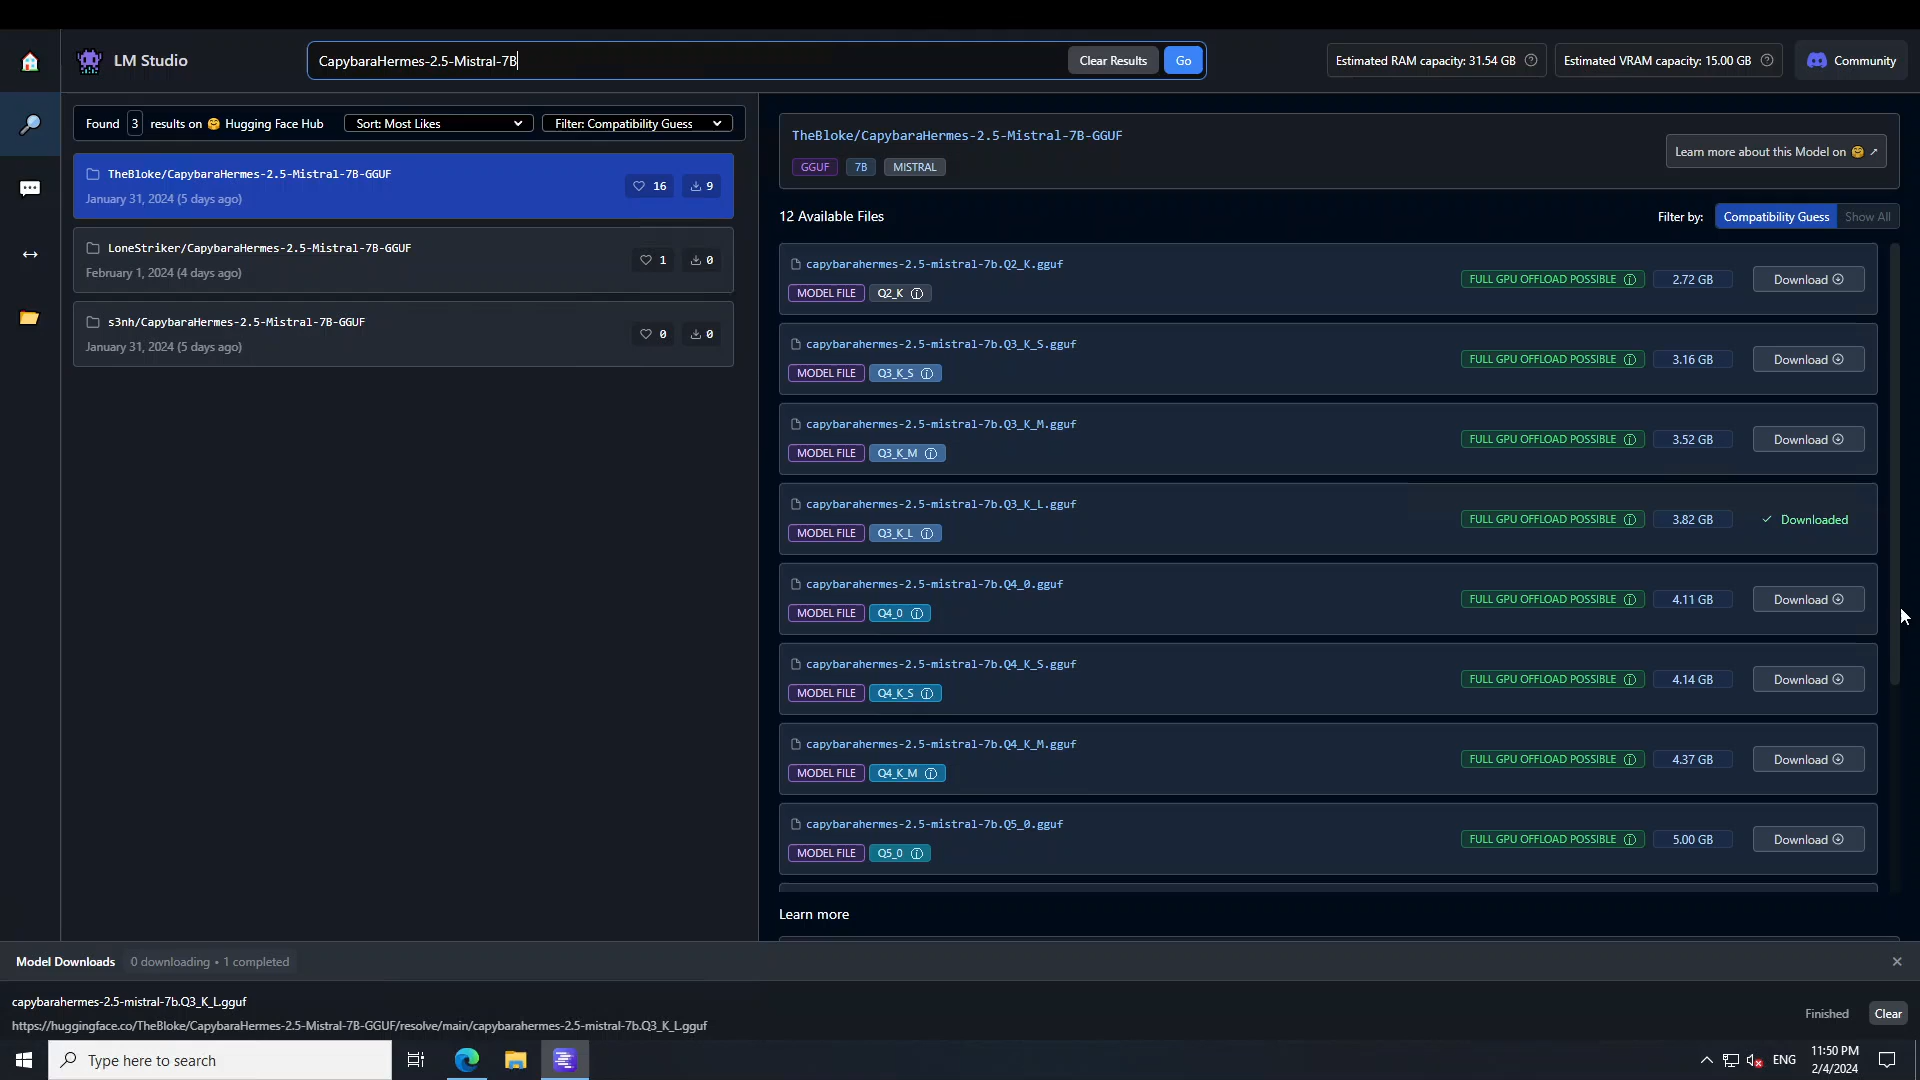 LM Studio
CapybaraHermes-2.5-Mistral-7B
Clear Results
Go
Estimated RAM capacity: 31.54 GB
Estimated VRAM capacity: 15.00 GB
Community
Found 3 results on 🤗 Hugging Face Hub
Sort: Most Likes
Filter: Compatibility Guess
TheBloke/CapybaraHermes-2.5-Mistral-7B-GGUF
January 31, 2024 (5 days ago)
16
9
LoneStriker/CapybaraHermes-2.5-Mistral-7B-GGUF
February 1, 2024 (4 days ago)
1
0
s3nh/CapybaraHermes-2.5-Mistral-7B-GGUF
January 31, 2024 (5 days ago)
0
0
TheBloke/CapybaraHermes-2.5-Mistral-7B-GGUF
GGUF 7B MISTRAL
Learn more about this Model on 🤗 ↗
12 Available Files
Filter by: Compatibility Guess Show All
capybarahermes-2.5-mistral-7b.Q2_K.gguf
MODEL FILE Q2_K
FULL GPU OFFLOAD POSSIBLE 2.72 GB Download
capybarahermes-2.5-mistral-7b.Q3_K_S.gguf
MODEL FILE Q3_K_S
FULL GPU OFFLOAD POSSIBLE 3.16 GB Download
capybarahermes-2.5-mistral-7b.Q3_K_M.gguf
MODEL FILE Q3_K_M
FULL GPU OFFLOAD POSSIBLE 3.52 GB Download
capybarahermes-2.5-mistral-7b.Q3_K_L.gguf
MODEL FILE Q3_K_L
FULL GPU OFFLOAD POSSIBLE 3.82 GB Downloaded
capybarahermes-2.5-mistral-7b.Q4_0.gguf
MODEL FILE Q4_0
FULL GPU OFFLOAD POSSIBLE 4.11 GB Download
capybarahermes-2.5-mistral-7b.Q4_K_S.gguf
MODEL FILE Q4_K_S
FULL GPU OFFLOAD POSSIBLE 4.14 GB Download
capybarahermes-2.5-mistral-7b.Q4_K_M.gguf
MODEL FILE Q4_K_M
FULL GPU OFFLOAD POSSIBLE 4.37 GB Download
capybarahermes-2.5-mistral-7b.Q5_0.gguf
MODEL FILE Q5_0
FULL GPU OFFLOAD POSSIBLE 5.00 GB Download
Learn more
Model Downloads 0 downloading • 1 completed
capybarahermes-2.5-mistral-7b.Q3_K_L.gguf
https://huggingface.co/TheBloke/CapybaraHermes-2.5-Mistral-7B-GGUF/resolve/main/capybarahermes-2.5-mistral-7b.Q3_K_L.gguf
Finished
Clear
Type here to search
ENG
11:50 PM
2/4/2024